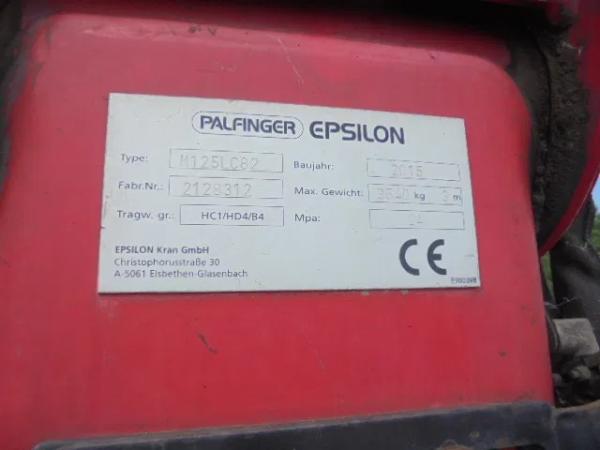 PALFINGER EPSILON
Type: M125LC82 Baujahr: 2015
Fabr.Nr.: 2128312 Max. Gewicht: kg m
Tragw. gr.: HC1/HD4/B4 Mpa:
EPSILON Kran GmbH
Christophorusstraße 30
A-5061 Elsbethen-Glasenbach
CE